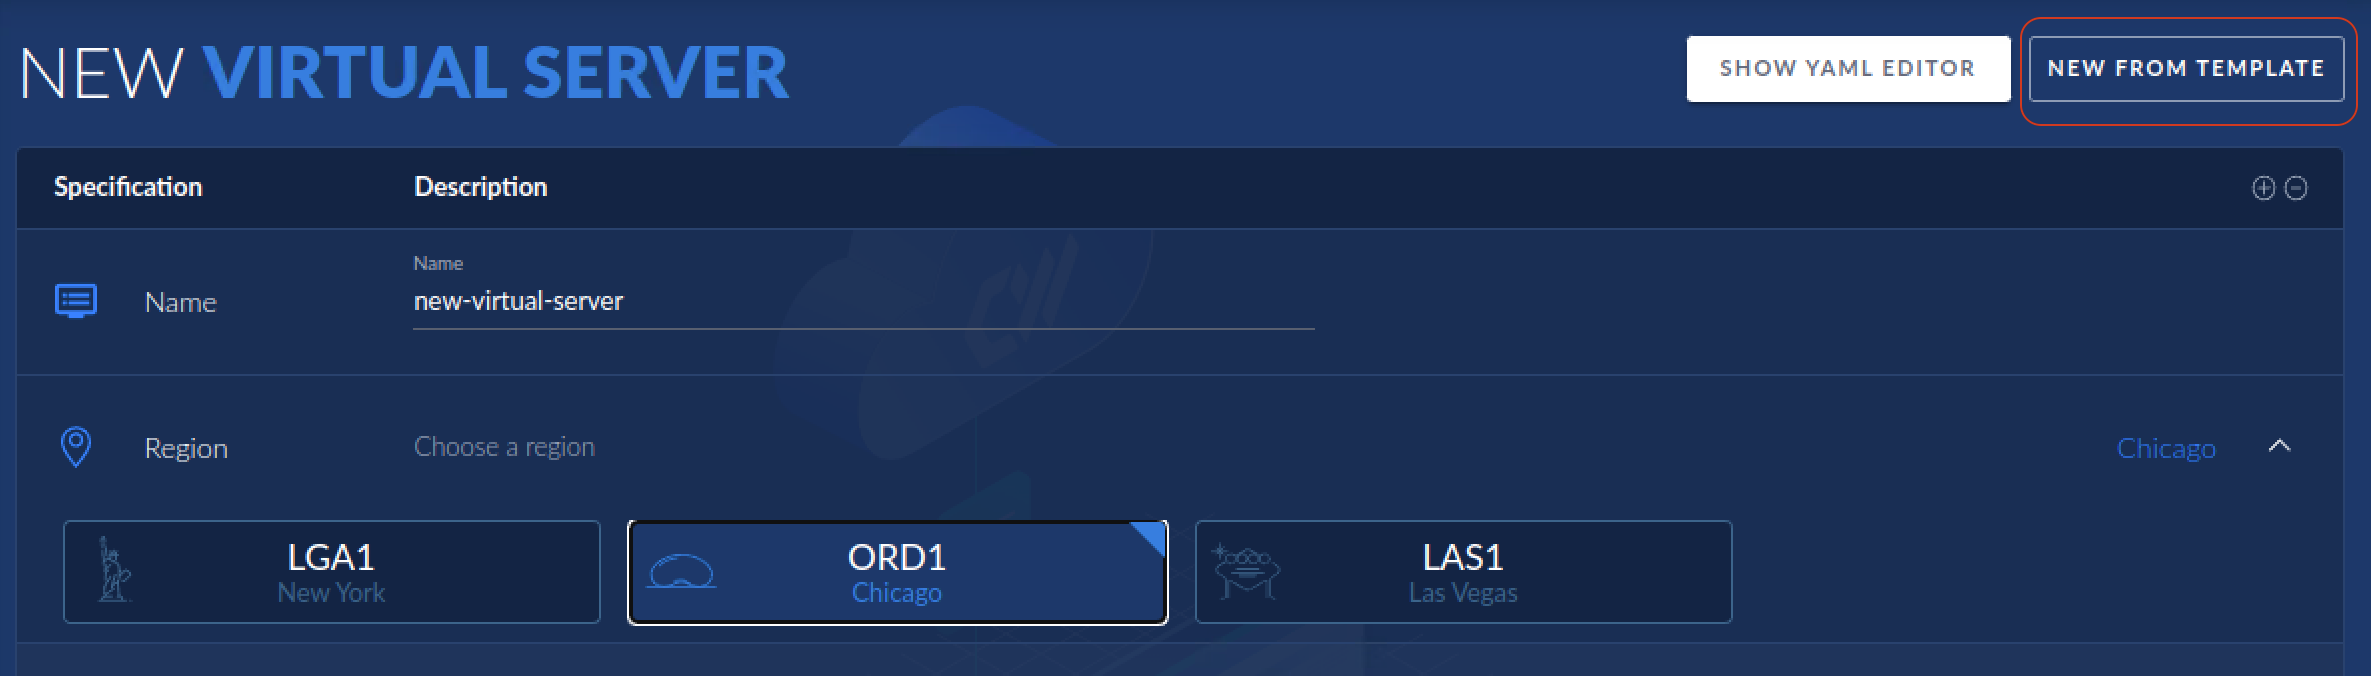 NEW VIRTUAL SERVER
SHOW YAML EDITOR
NEW FROM TEMPLATE
Specification
Description
Name
Name
new-virtual-server
Region
Choose a region
Chicago
LGA1
New York
ORD1
Chicago
LAS1
Las Vegas